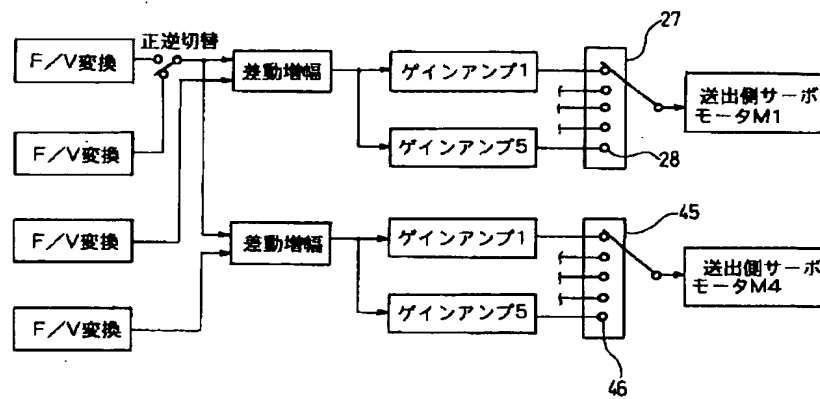 27
正逆切替
F/V変換
差動増幅
ゲインアンプ1
送出側サーボ
モータM1
F/V変換
ゲインアンプ5
28
F/V変換
45
差動増幅
ゲインアンプ1
送出側サーボ
モータM4
F/V変換
ゲインアンプ5
46